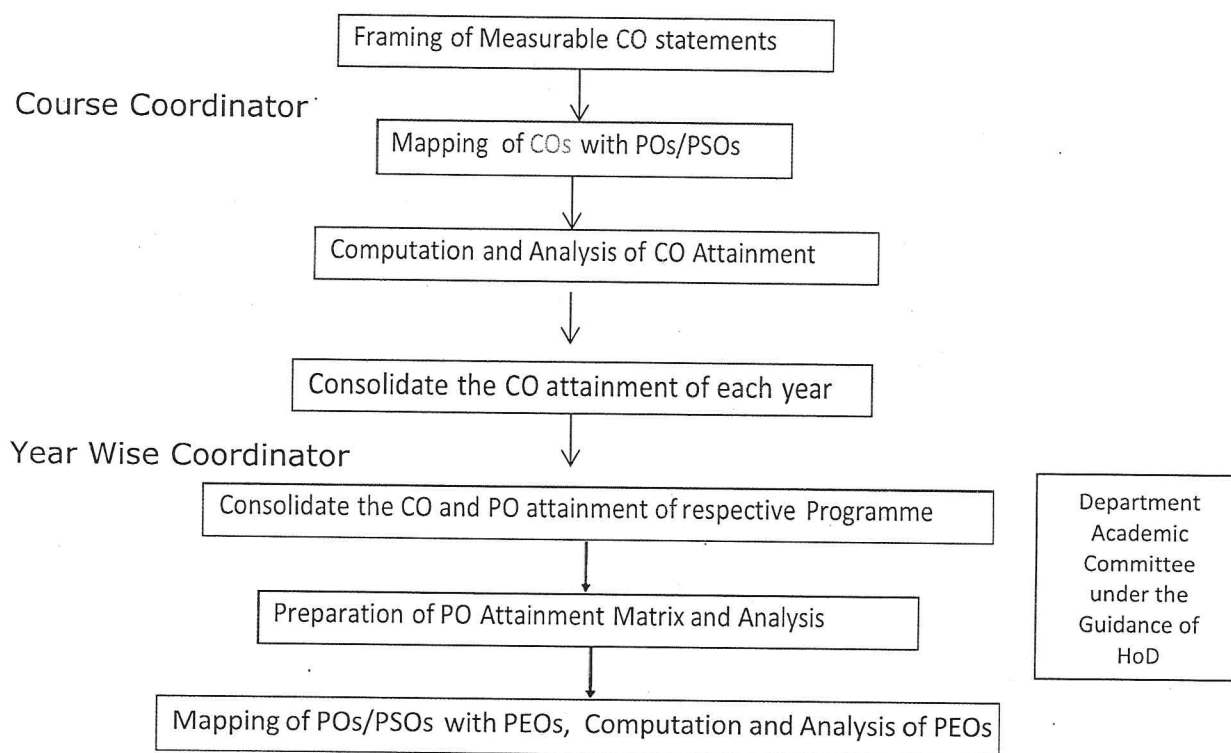 Framing of Measurable CO statements
Course Coordinator
Mapping of COs with POs/PSOs
Computation and Analysis of CO Attainment
Consolidate the CO attainment of each year
Year Wise Coordinator
Consolidate the CO and PO attainment of respective Programme
Department
Academic
Committee
under the
Guidance of
HoD
Preparation of PO Attainment Matrix and Analysis
Mapping of POs/PSOs with PEOs, Computation and Analysis of PEOs